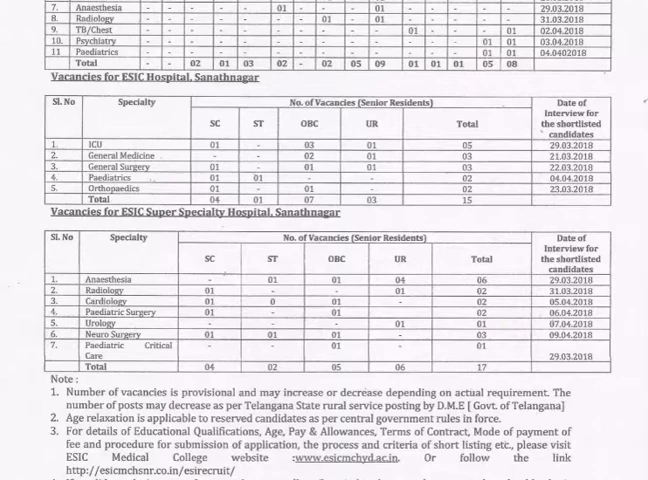 7. Anaesthesia - - - - - - 02 - - - 01 - - - - - 29.03.2018
8. Radiology - - - - - - - - 01 - 01 - - - - - 31.03.2018
9. TB/Chest - - - - - - - - - - - 01 - - - 01 02.04.2018
10. Psychiatry - - - - - - - - - - - - - - 01 01 03.04.2018
11 Paediatrics - - - - - - - - - - - - - - 01 01 04.0402018
Total - - 02 01 03 02 - 02 05 09 01 01 01 05 08
Vacancies for ESIC Hospital, Sanathnagar
Sl. No Specialty No. of Vacancies (Senior Residents) Date of Interview for the shortlisted candidates
SC ST OBC UR Total
1. ICU 01 - 03 01 05 29.03.2018
2. General Medicine - - 02 01 03 21.03.2018
3. General Surgery 01 - 01 01 03 22.03.2018
4. Paediatrics 01 01 - - 02 04.04.2018
5. Orthopaedics 01 - 01 - 02 23.03.2018
Total 04 01 07 03 15
Vacancies for ESIC Super Specialty Hospital, Sanathnagar
Sl. No Specialty No. of Vacancies (Senior Residents) Date of Interview for the shortlisted candidates
SC ST OBC UR Total
1. Anaesthesia - 01 01 04 06 29.03.2018
2. Radiology 01 - - 01 02 31.03.2018
3. Cardiology 01 0 01 - 02 05.04.2018
4. Paediatric Surgery 01 - 01 02 06.04.2018
5. Urology - - - 01 01 07.04.2018
6. Neuro Surgery 01 01 01 - 03 09.04.2018
7. Paediatric Critical Care - - 01 - 01 29.03.2018
Total 04 02 05 06 17
Note :
1. Number of vacancies is provisional and may increase or decrease depending on actual requirement. The
number of posts may decrease as per Telangana State rural service posting by D.M.E [ Govt. of Telangana]
2. Age relaxation is applicable to reserved candidates as per central government rules in force.
3. For details of Educational Qualifications, Age, Pay & Allowances, Terms of Contract, Mode of payment of
fee and procedure for submission of application, the process and criteria of short listing etc., please visit
ESIC Medical College website :www.esicmchyd.ac.in. Or follow the link
http://esicmchsnr.co.in/esirecruit/